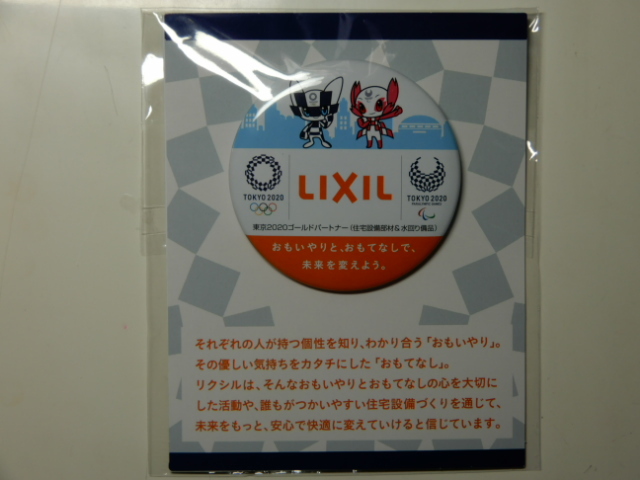 TOKYO 2020
LIXIL
TOKYO 2020
PARALYMPIC GAMES
東京2020ゴールドパートナー(住宅設備部材&水回り備品)
おもいやりと、おもてなしで、
未来を変えよう。
それぞれの人が持つ個性を知り、わかり合う「おもいやり」。
その優しい気持ちをカタチにした「おもてなし」。
リクシルは、そんなおもいやりとおもてなしの心を大切に
した活動や、誰もがつかいやすい住宅設備づくりを通じて、
未来をもっと、安心で快適に変えていけると信じています。